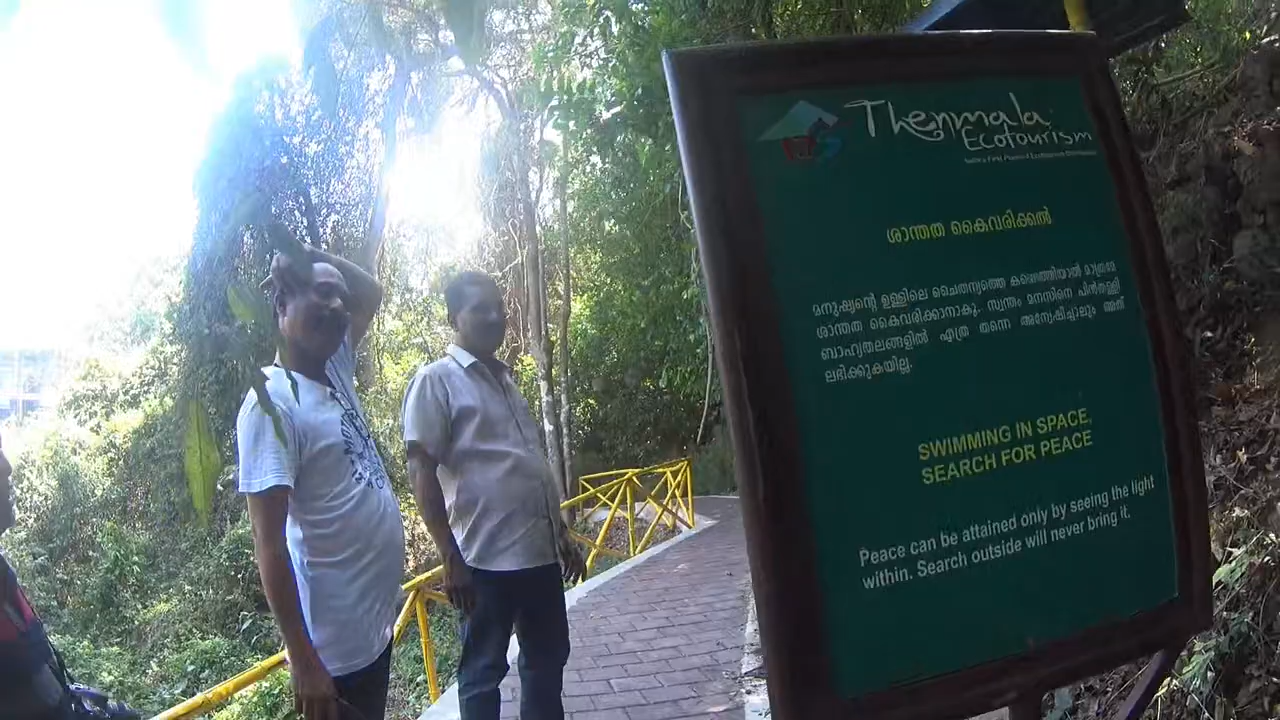 Thenmala
Ecotourism
ശാന്തത കൈവരിക്കൽ
മനുഷ്യന്റെ ഉള്ളിലെ ചൈതന്യത്തെ കണ്ടെത്തിയാൽ മാത്രമേ
ശാന്തത കൈവരിക്കാനാകൂ. സ്വന്തം മനസിനെ പിൻതള്ളി
ബാഹ്യതലങ്ങളിൽ എത്ര തന്നെ അന്വേഷിച്ചാലും അത്
ലഭിക്കുകയില്ല.
SWIMMING IN SPACE,
SEARCH FOR PEACE
Peace can be attained only by seeing the light
within. Search outside will never bring it.